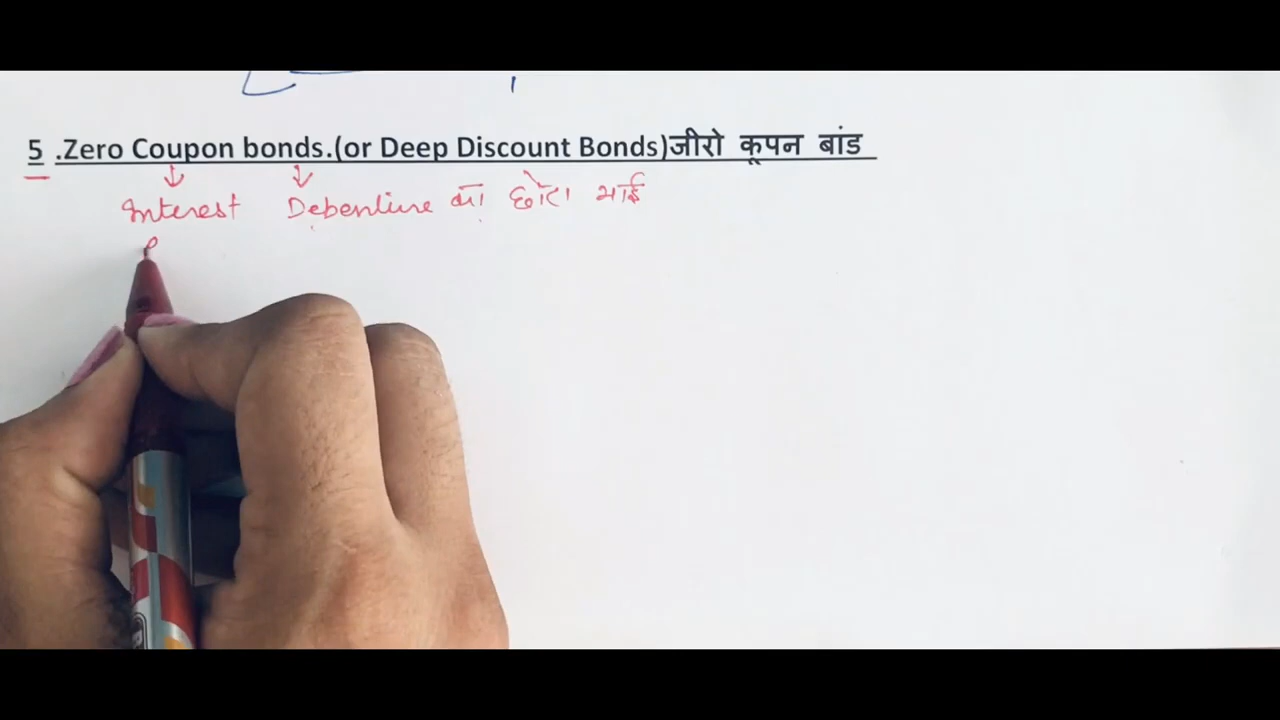 5 .Zero Coupon bonds.(or Deep Discount Bonds)जीरो कूपन बांड
Interest Debenture का छोटा भाई